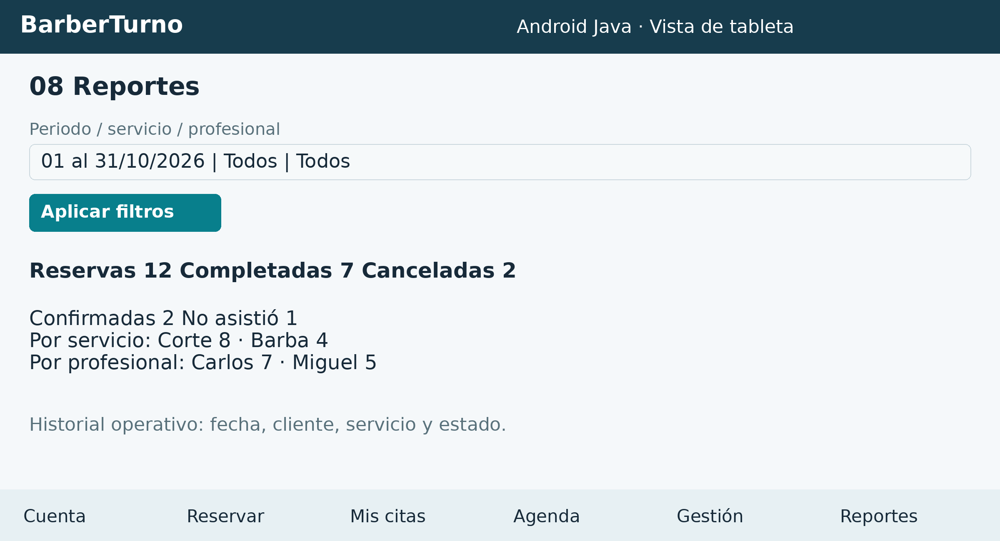 BarberTurno
Android Java · Vista de tableta
08 Reportes
Periodo / servicio / profesional
01 al 31/10/2026 | Todos | Todos
Aplicar filtros
Reservas 12 Completadas 7 Canceladas 2
Confirmadas 2 No asistió 1
Por servicio: Corte 8 · Barba 4
Por profesional: Carlos 7 · Miguel 5
Historial operativo: fecha, cliente, servicio y estado.
Cuenta
Reservar
Mis citas
Agenda
Gestión
Reportes